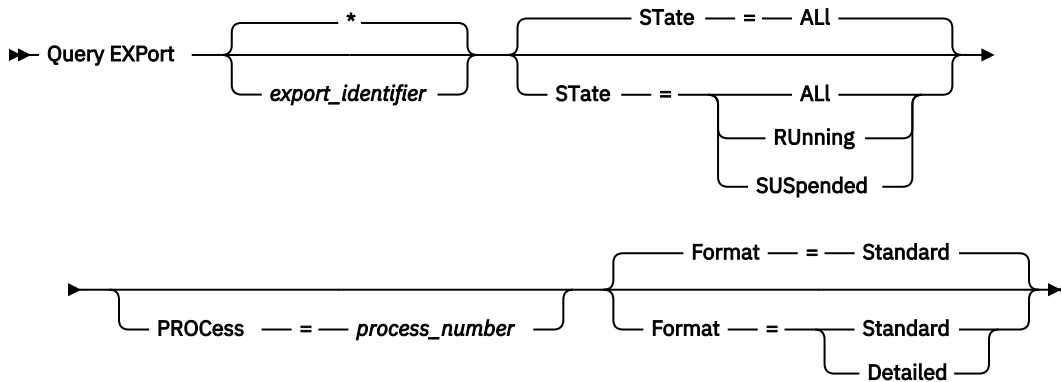 *
STate = ALl
Query EXPort
export_identifier
STate = ALl
RUnning
SUSpended
Format = Standard
PROCess = process_number
Format = Standard
Detailed